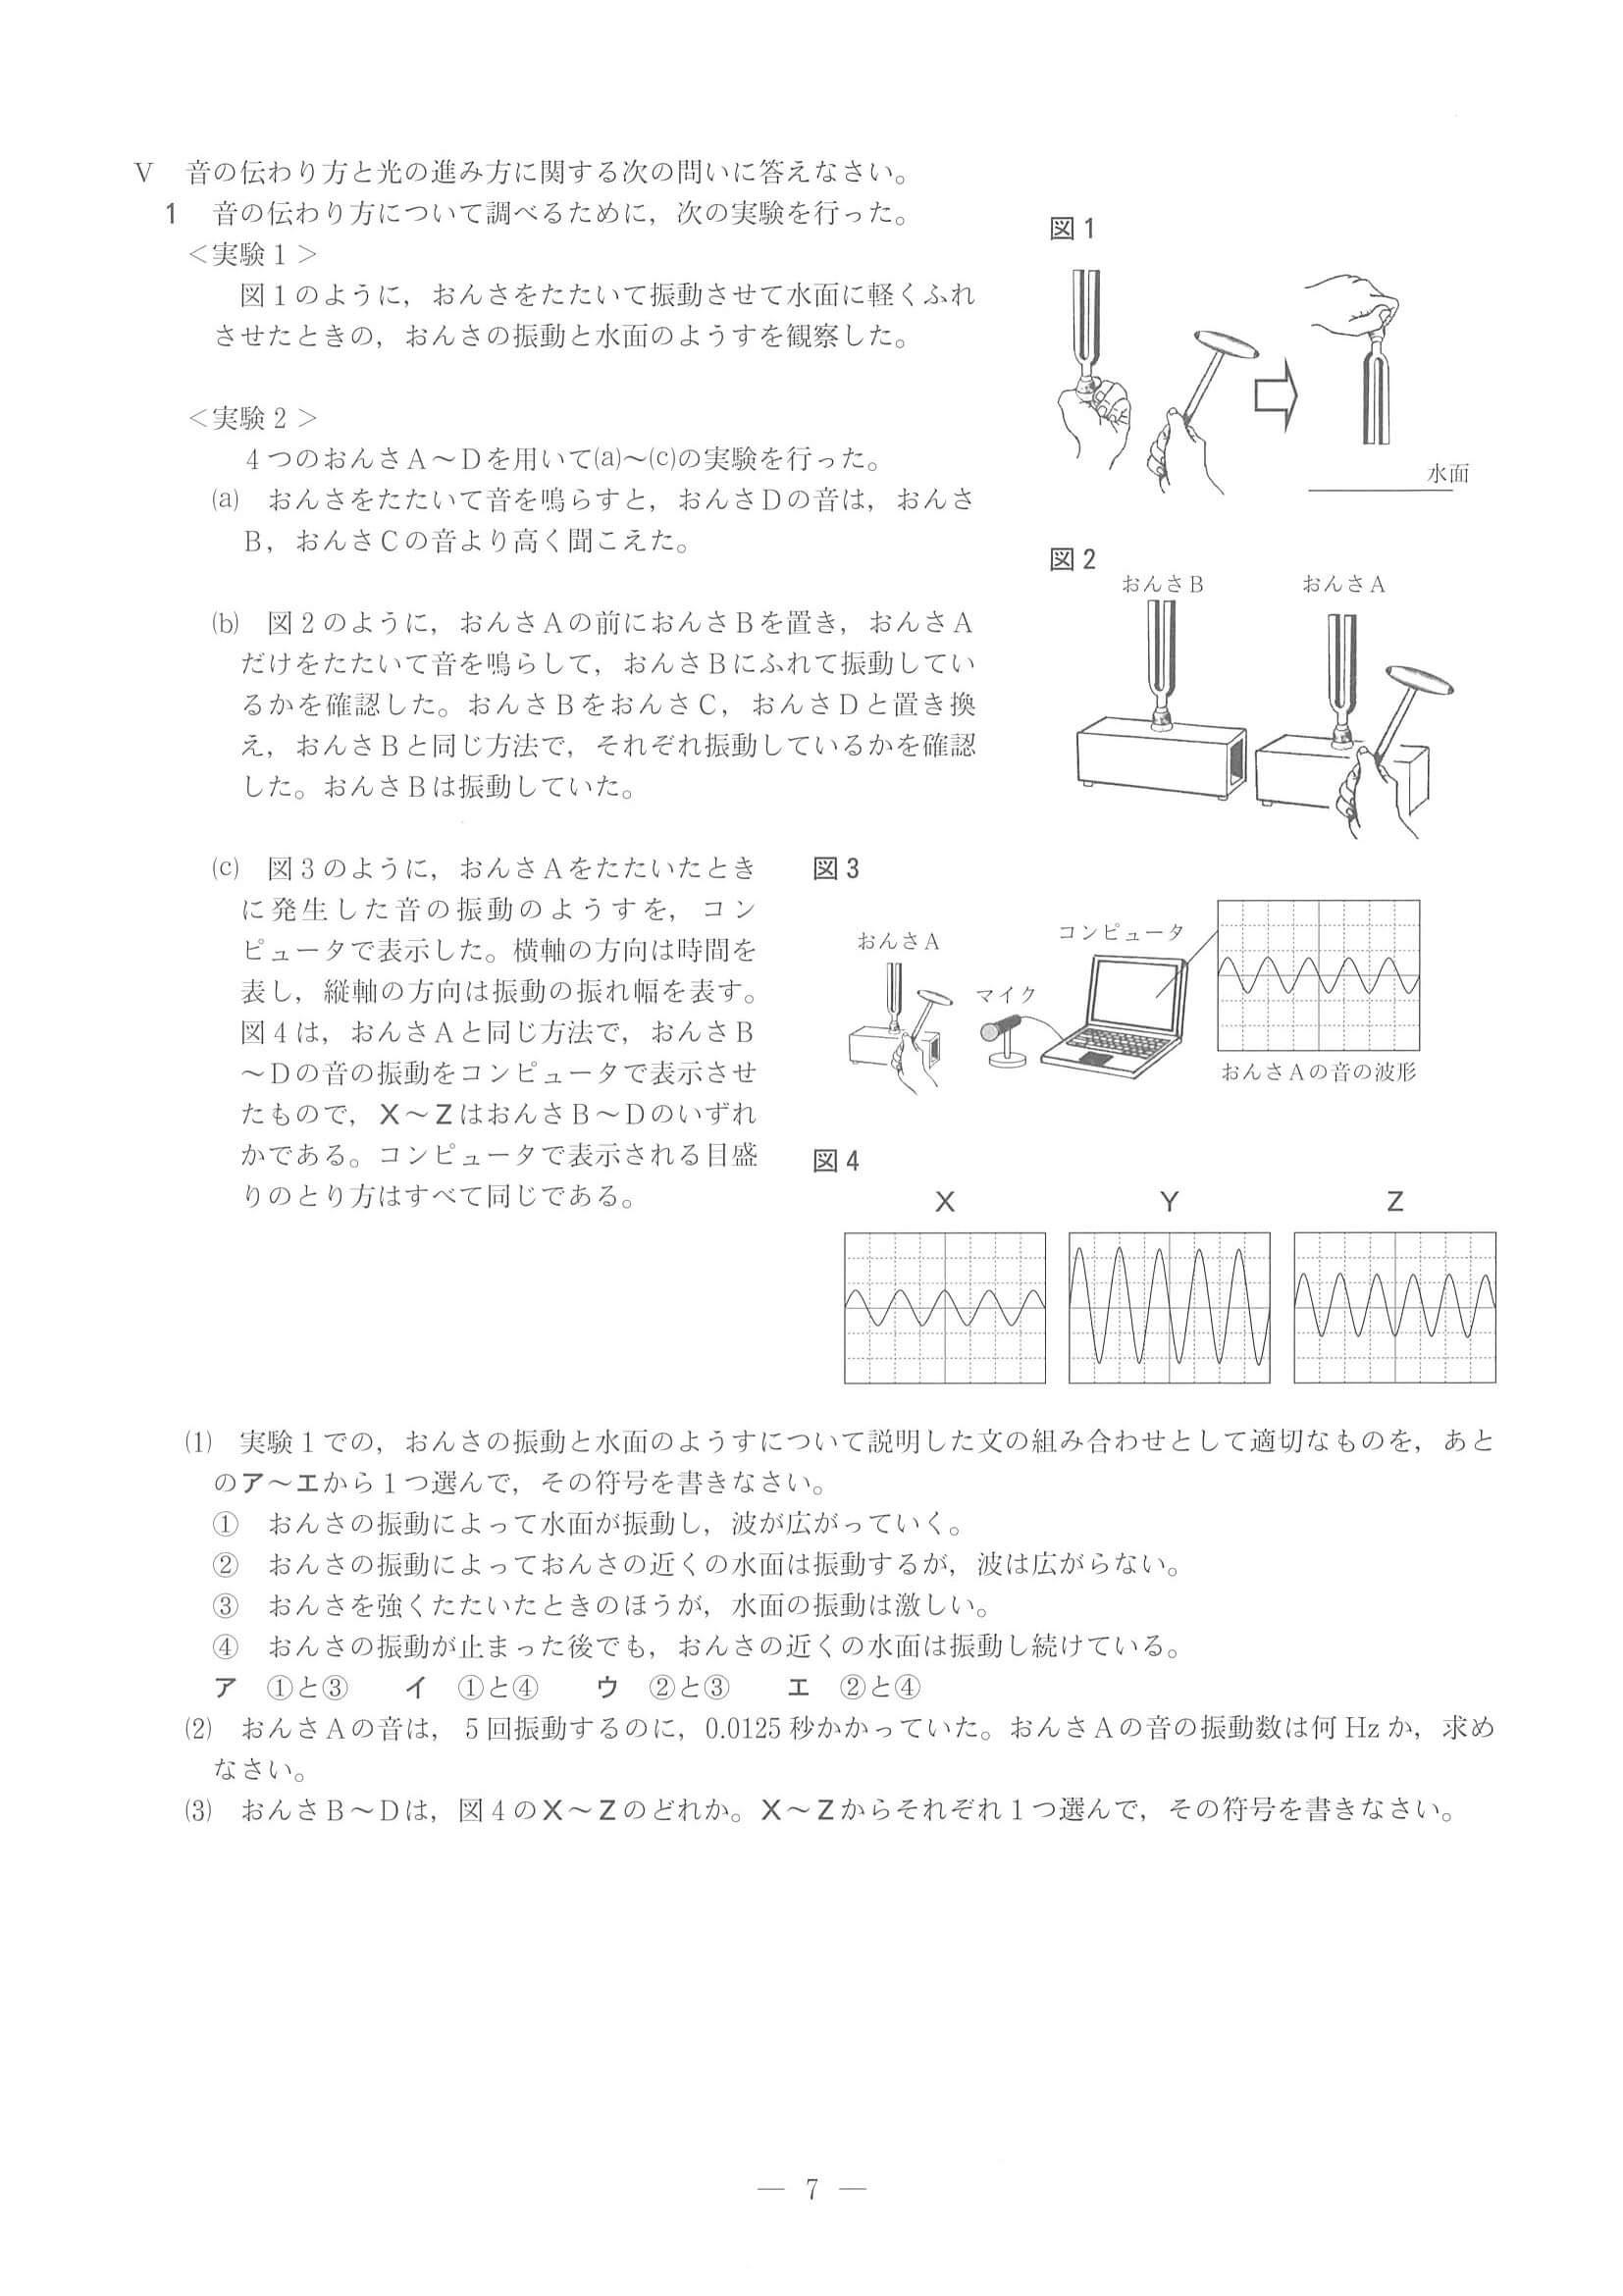 Ⅴ 音の伝わり方と光の進み方に関する次の問いに答えなさい。
1 音の伝わり方について調べるために，次の実験を行った。
＜実験1＞
図1のように，おんさをたたいて振動させて水面に軽くふれ
させたときの，おんさの振動と水面のようすを観察した。
図1
水面
＜実験2＞
4つのおんさA～Dを用いて(a)～(c)の実験を行った。
(a) おんさをたたいて音を鳴らすと，おんさDの音は，おんさ
B，おんさCの音より高く聞こえた。
(b) 図2のように，おんさAの前におんさBを置き，おんさA
だけをたたいて音を鳴らして，おんさBにふれて振動してい
るかを確認した。おんさBをおんさC，おんさDと置き換
え，おんさBと同じ方法で，それぞれ振動しているかを確認
した。おんさBは振動していた。
図2
おんさB
おんさA
(c) 図3のように，おんさAをたたいたとき
に発生した音の振動のようすを，コン
ピュータで表示した。横軸の方向は時間を
表し，縦軸の方向は振動の振れ幅を表す。
図4は，おんさAと同じ方法で，おんさB
～Dの音の振動をコンピュータで表示させ
たもので，X～ZはおんさB～Dのいずれ
かである。コンピュータで表示される目盛
りのとり方はすべて同じである。
図3
おんさA
マイク
コンピュータ
おんさAの音の波形
図4
X
Y
Z
(1) 実験1での，おんさの振動と水面のようすについて説明した文の組み合わせとして適切なものを，あと
のア～エから1つ選んで，その符号を書きなさい。
① おんさの振動によって水面が振動し，波が広がっていく。
② おんさの振動によっておんさの近くの水面は振動するが，波は広がらない。
③ おんさを強くたたいたときのほうが，水面の振動は激しい。
④ おんさの振動が止まった後でも，おんさの近くの水面は振動し続けている。
ア ①と③ イ ①と④ ウ ②と③ エ ②と④
(2) おんさAの音は，5回振動するのに，0.0125秒かかっていた。おんさAの音の振動数は何Hzか，求め
なさい。
(3) おんさB～Dは，図4のX～Zのどれか。X～Zからそれぞれ1つ選んで，その符号を書きなさい。
— 7 —